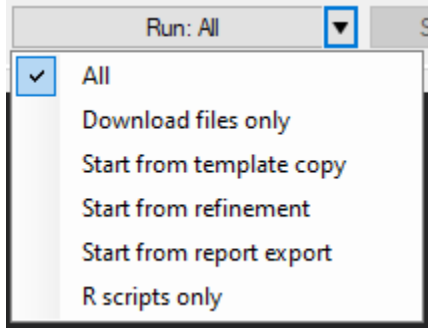 Run: All
All
Download files only
Start from template copy
Start from refinement
Start from report export
R scripts only